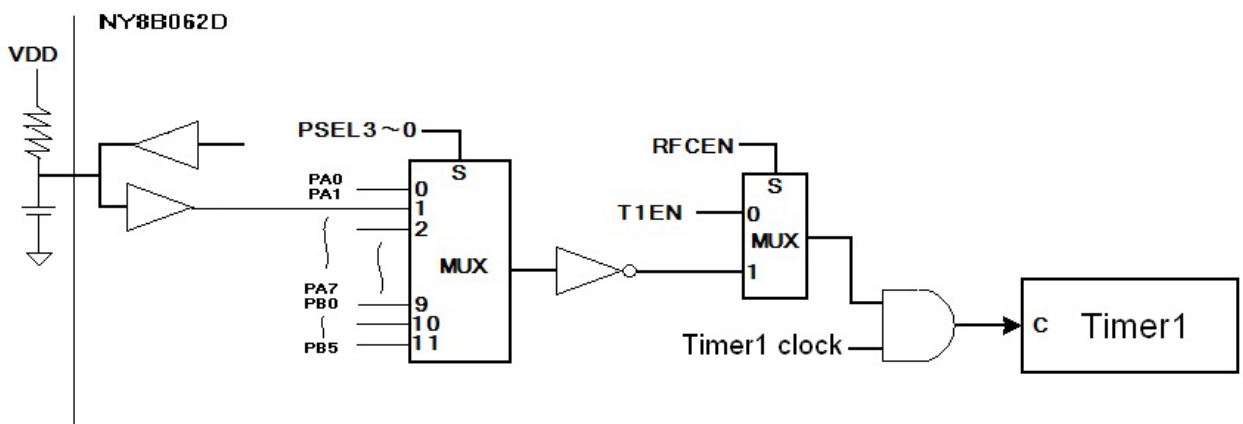 NY8B062D
VDD
PSEL3~0
S
PA0
0
PA1
1
2
MUX
PA7
PB0
9
10
PB5
11
RFCEN
S
T1EN
0
MUX
1
Timer1 clock
C
Timer1